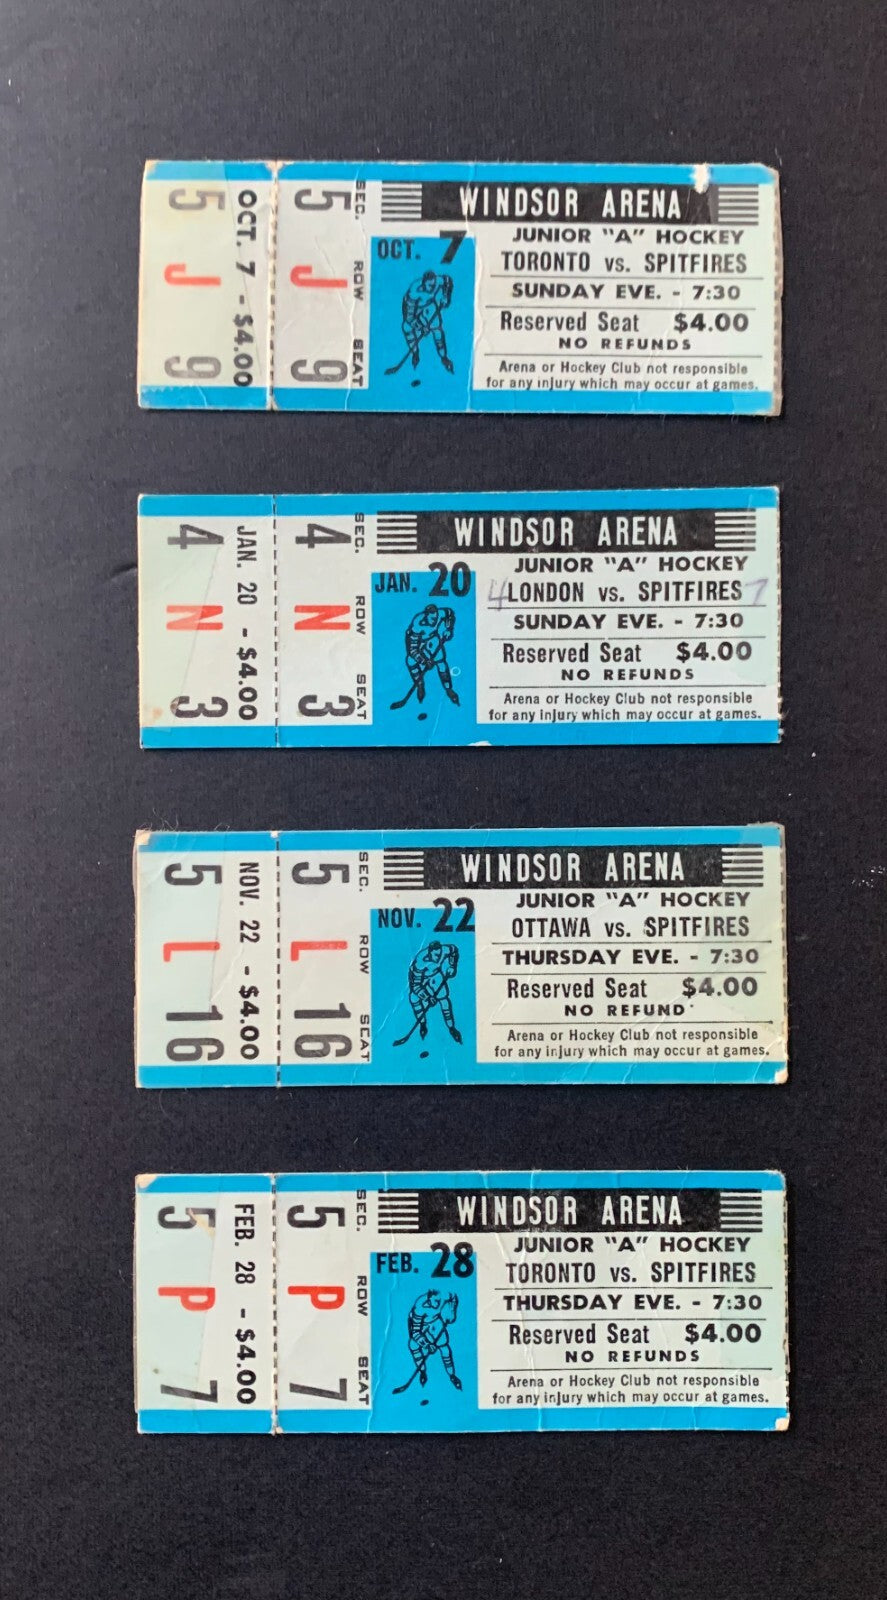 5 J 9
OCT. 7 - $4.00
5 J 9
SEC. ROW SEAT
OCT. 7
WINDSOR ARENA
JUNIOR "A" HOCKEY
TORONTO vs. SPITFIRES
SUNDAY EVE. - 7:30
Reserved Seat $4.00
NO REFUNDS
Arena or Hockey Club not responsible
for any injury which may occur at games.
4 N 3
JAN. 20 - $4.00
4 N 3
SEC. ROW SEAT
JAN. 20
WINDSOR ARENA
JUNIOR "A" HOCKEY
4 LONDON vs. SPITFIRES 7
SUNDAY EVE. - 7:30
Reserved Seat $4.00
NO REFUNDS
Arena or Hockey Club not responsible
for any injury which may occur at games.
5 L 16
NOV. 22 - $4.00
5 L 16
SEC. ROW SEAT
NOV. 22
WINDSOR ARENA
JUNIOR "A" HOCKEY
OTTAWA vs. SPITFIRES
THURSDAY EVE. - 7:30
Reserved Seat $4.00
NO REFUND
Arena or Hockey Club not responsible
for any injury which may occur at games.
5 P 7
FEB. 28 - $4.00
5 P 7
SEC. ROW SEAT
FEB. 28
WINDSOR ARENA
JUNIOR "A" HOCKEY
TORONTO vs. SPITFIRES
THURSDAY EVE. - 7:30
Reserved Seat $4.00
NO REFUNDS
Arena or Hockey Club not responsible
for any injury which may occur at games.